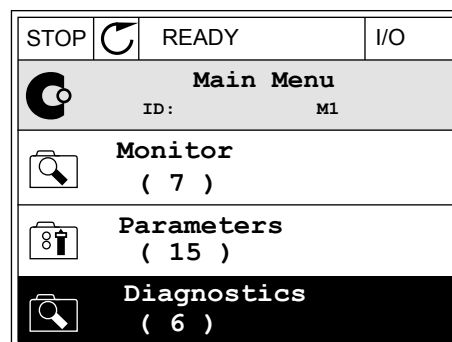 STOP READY I/O
Main Menu
ID: M1
Monitor
( 7 )
Parameters
( 15 )
Diagnostics
( 6 )